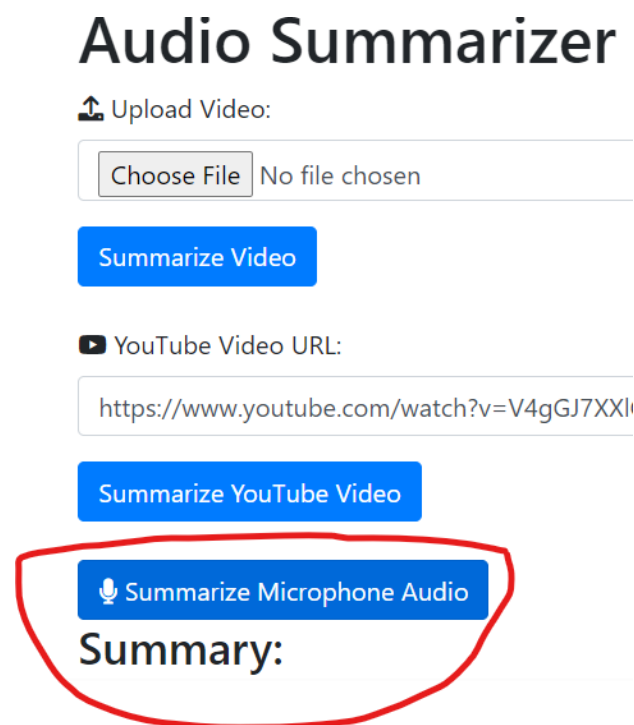 Audio Summarizer
Upload Video:
Choose File No file chosen
Summarize Video
YouTube Video URL:
https://www.youtube.com/watch?v=V4gGJ7XXl
Summarize YouTube Video
Summarize Microphone Audio
Summary: